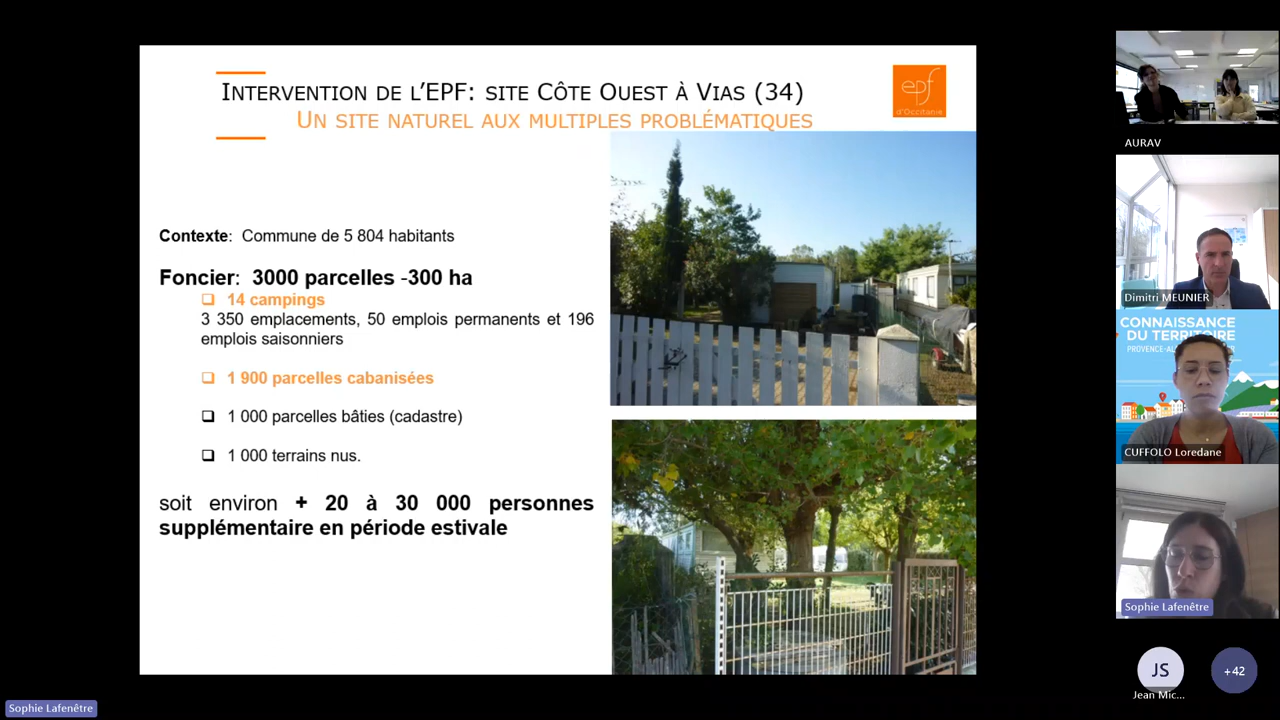 INTERVENTION DE L'EPF: SITE CÔTE OUEST À VIAS (34)
UN SITE NATUREL AUX MULTIPLES PROBLÉMATIQUES
epf
d'Occitanie
Contexte: Commune de 5 804 habitants
Foncier: 3000 parcelles -300 ha
14 campings
3 350 emplacements, 50 emplois permanents et 196
emplois saisonniers
1 900 parcelles cabanisées
1 000 parcelles bâties (cadastre)
1 000 terrains nus.
soit environ + 20 à 30 000 personnes
supplémentaire en période estivale
AURAV
Dimitri MEUNIER
CONNAISSANCE
DU TERRITOIRE
CUFFOLO Loredane
Sophie Lafenêtre
JS
+42
Jean Mic...
Sophie Lafenêtre